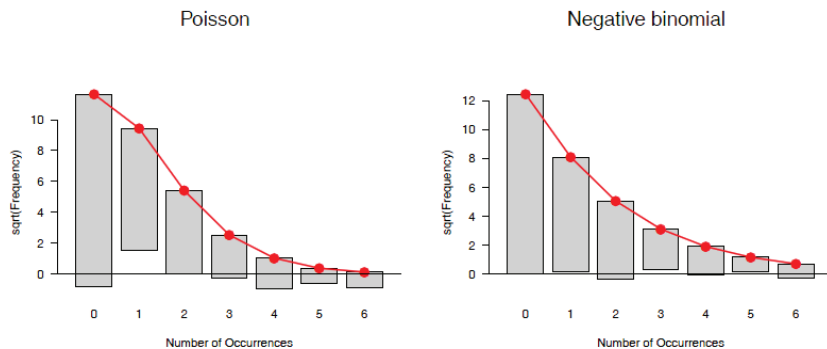 Poisson
Negative binomial
sqrt(Frequency)
10
8
6
4
2
0
0 1 2 3 4 5 6
Number of Occurrences
sqrt(Frequency)
12
10
8
6
4
2
0
0 1 2 3 4 5 6
Number of Occurrences